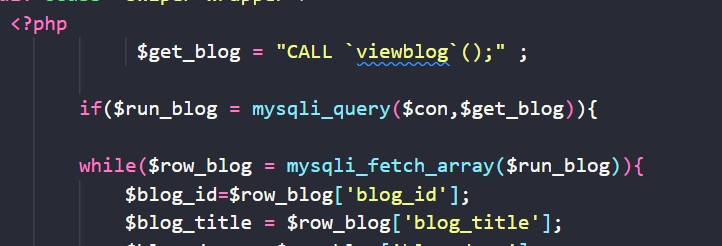 <?php
$get_blog = "CALL `viewblog`();" ;
if($run_blog = mysqli_query($con,$get_blog)){
while($row_blog = mysqli_fetch_array($run_blog)){
$blog_id=$row_blog['blog_id'];
$blog_title = $row_blog['blog_title'];